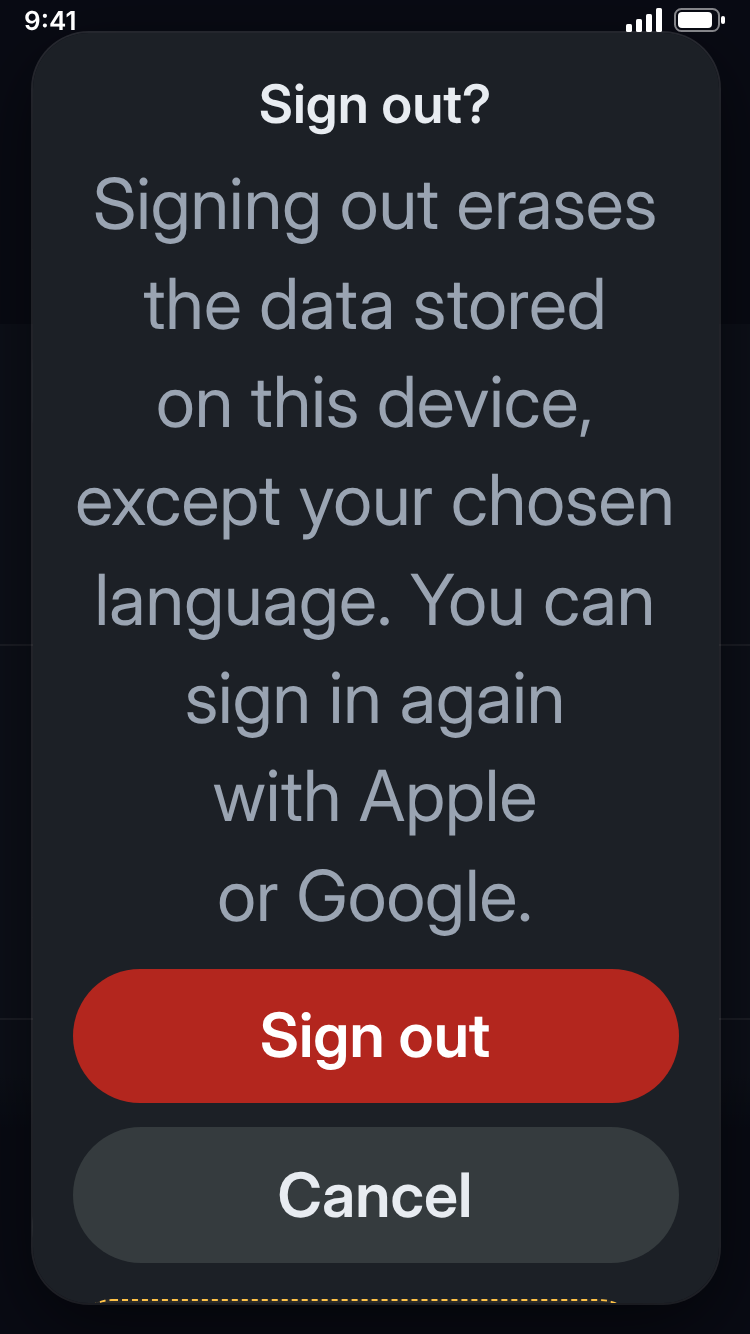 9:41
Sign out?
Signing out erases
the data stored
on this device,
except your chosen
language. You can
sign in again
with Apple
or Google.
Sign out
Cancel